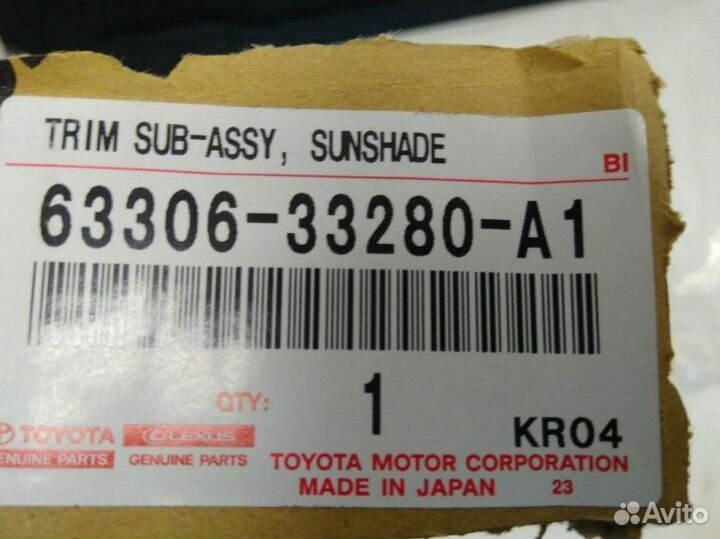 TRIM SUB-ASSY, SUNSHADE
BI
63306-33280-A1
QTY: 1
KR04
TOYOTA LEXUS
ENUINE PARTS GENUINE PARTS
TOYOTA MOTOR CORPORATION
MADE IN JAPAN 23
Avito